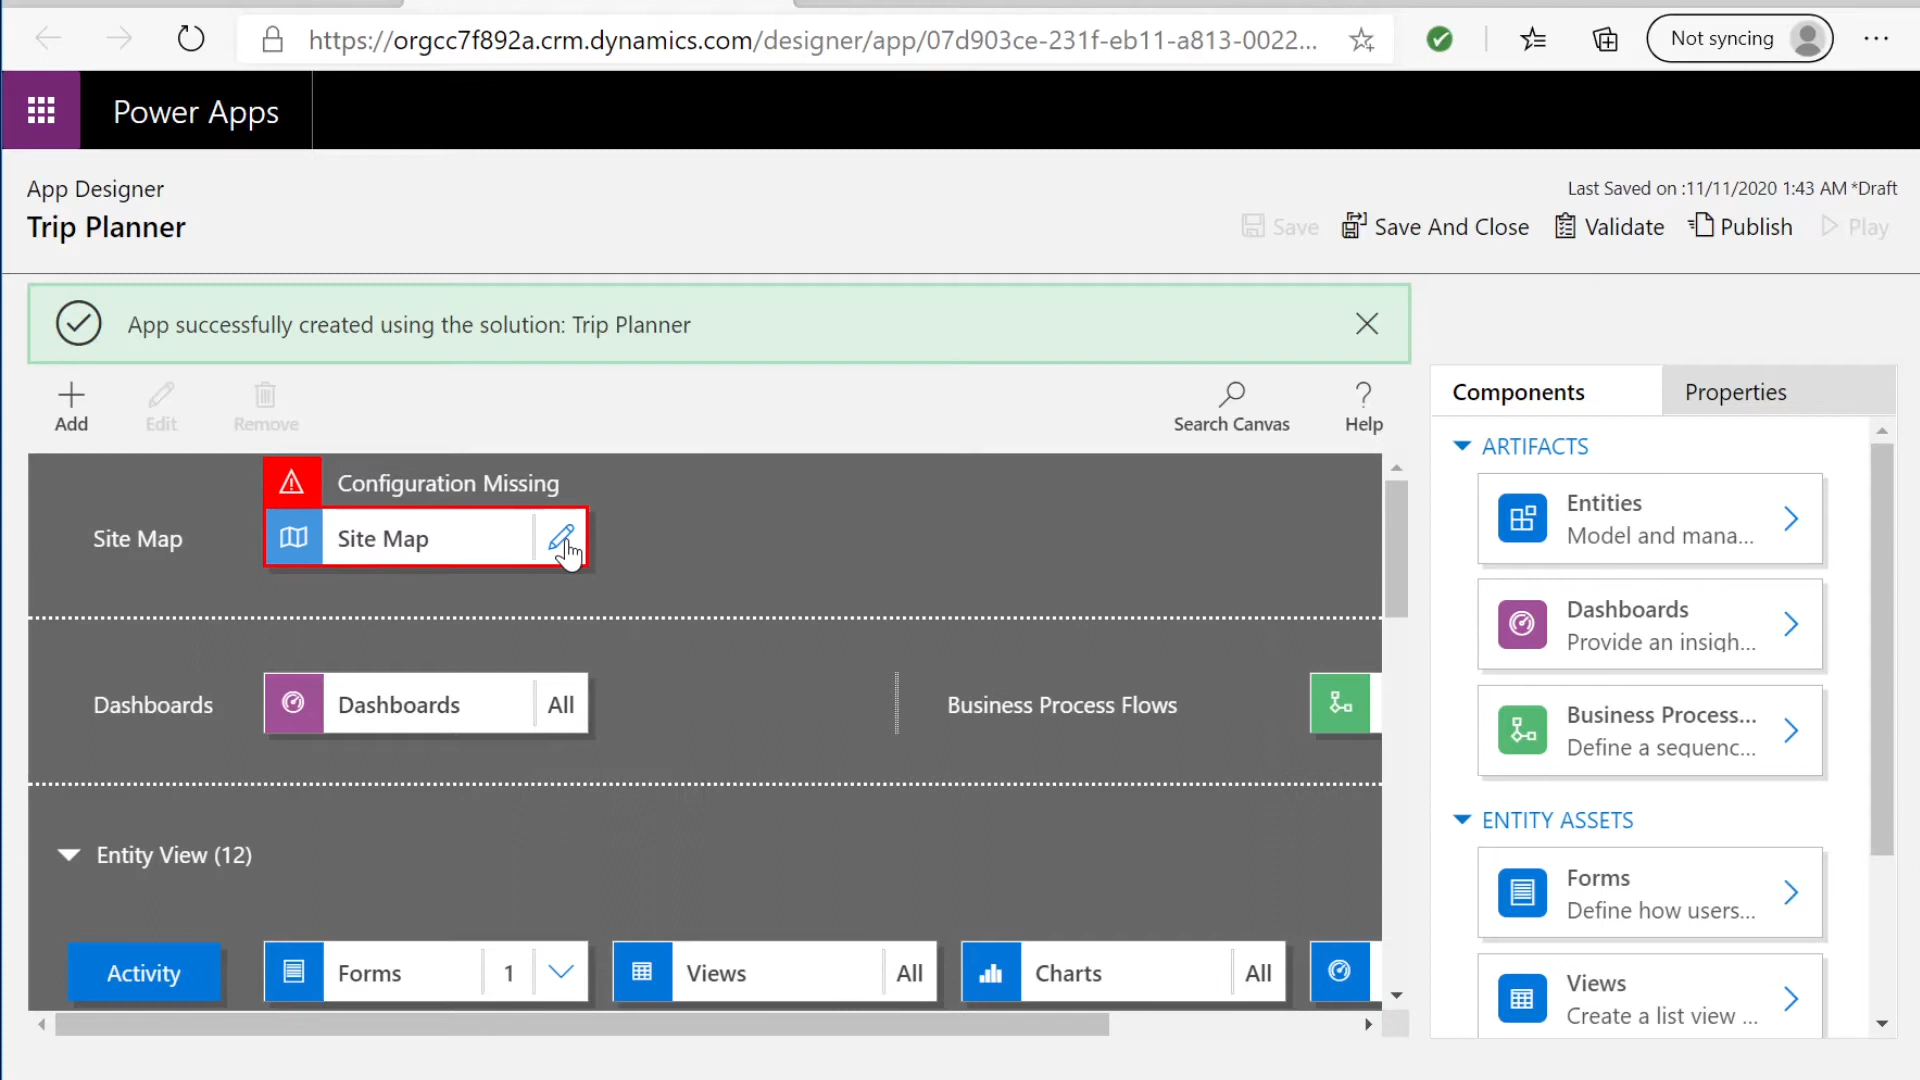 https://orgcc7f892a.crm.dynamics.com/designer/app/07d903ce-231f-eb11-a813-0022...
Not syncing
Power Apps
App Designer
Trip Planner
Last Saved on :11/11/2020 1:43 AM *Draft
Save
Save And Close
Validate
Publish
Play
App successfully created using the solution: Trip Planner
Add
Edit
Remove
Search Canvas
Help
Configuration Missing
Site Map
Site Map
Dashboards
Dashboards
All
Business Process Flows
Entity View (12)
Activity
Forms
1
Views
All
Charts
All
Components
Properties
ARTIFACTS
Entities
Model and mana...
Dashboards
Provide an insigh...
Business Process...
Define a sequenc...
ENTITY ASSETS
Forms
Define how users...
Views
Create a list view ...